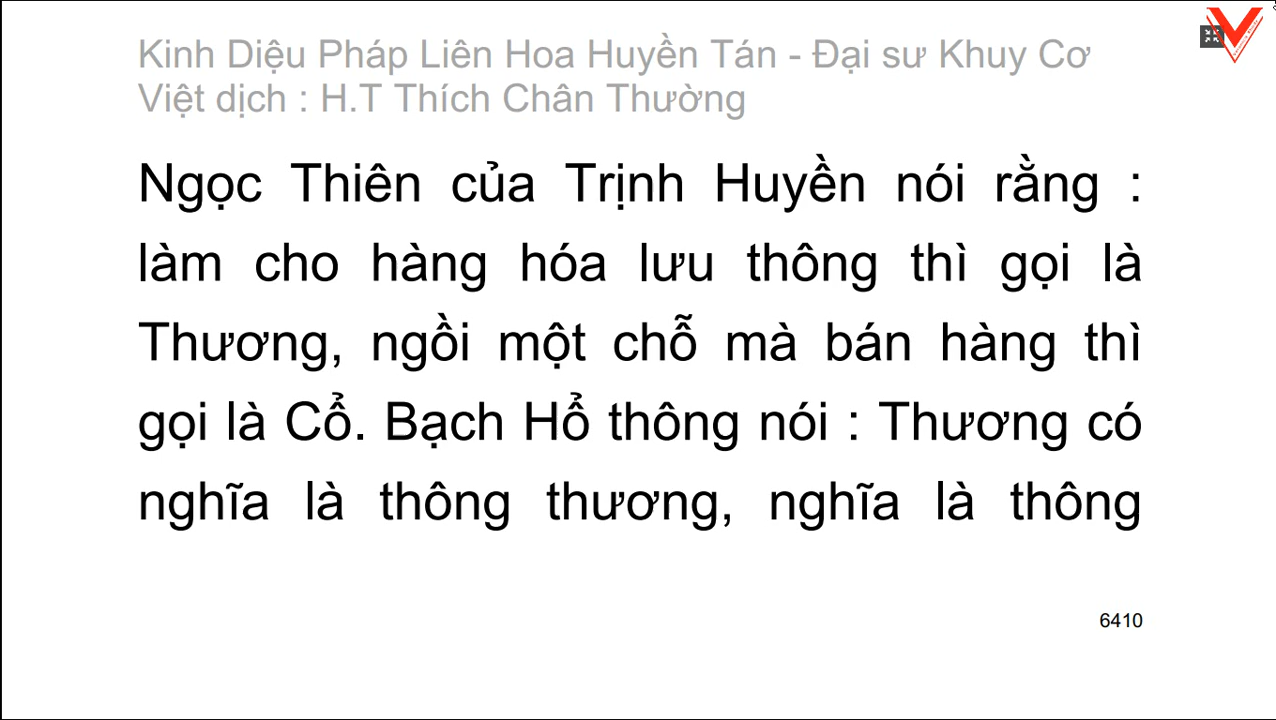 Kinh Diệu Pháp Liên Hoa Huyền Tán - Đại sư Khuy Cơ
Việt dịch : H.T Thích Chân Thường
Ngọc Thiên của Trịnh Huyền nói rằng :
làm cho hàng hóa lưu thông thì gọi là
Thương, ngồi một chỗ mà bán hàng thì
gọi là Cổ. Bạch Hổ thông nói : Thương có
nghĩa là thông thương, nghĩa là thông
6410